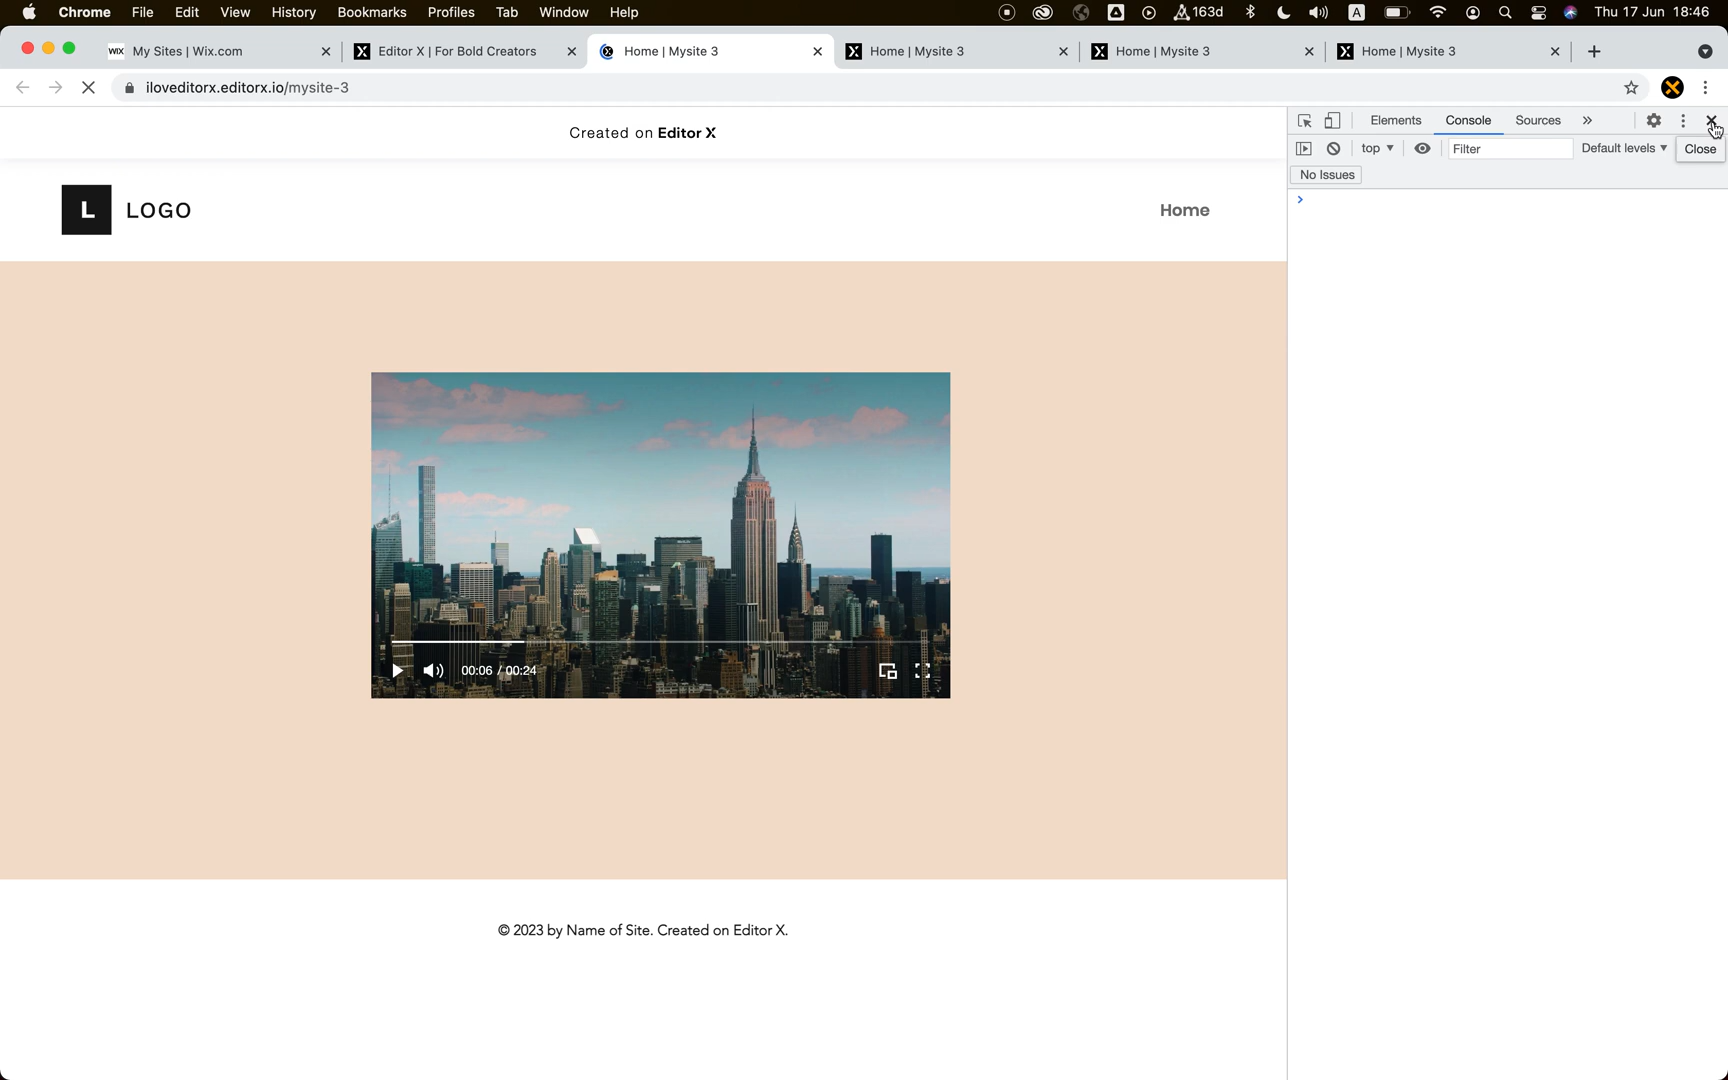 Chrome File Edit View History Bookmarks Profiles Tab Window Help 163d A Thu 17 Jun 18:46
WIX My Sites | Wix.com Editor X | For Bold Creators Home | Mysite 3 Home | Mysite 3 Home | Mysite 3 Home | Mysite 3
iloveditorx.editorx.io/mysite-3
Created on Editor X
Elements Console Sources
top Filter Default levels Close
No Issues
L LOGO
Home
00:06 / 00:24
© 2023 by Name of Site. Created on Editor X.